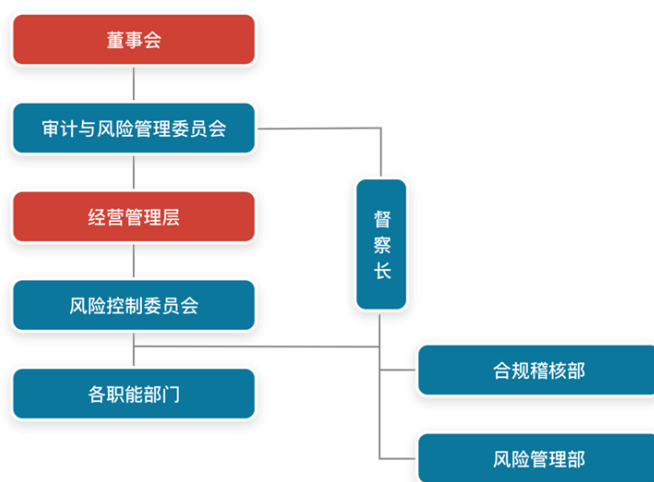 董事会
审计与风险管理委员会
经营管理层
督察长
风险控制委员会
合规稽核部
各职能部门
风险管理部